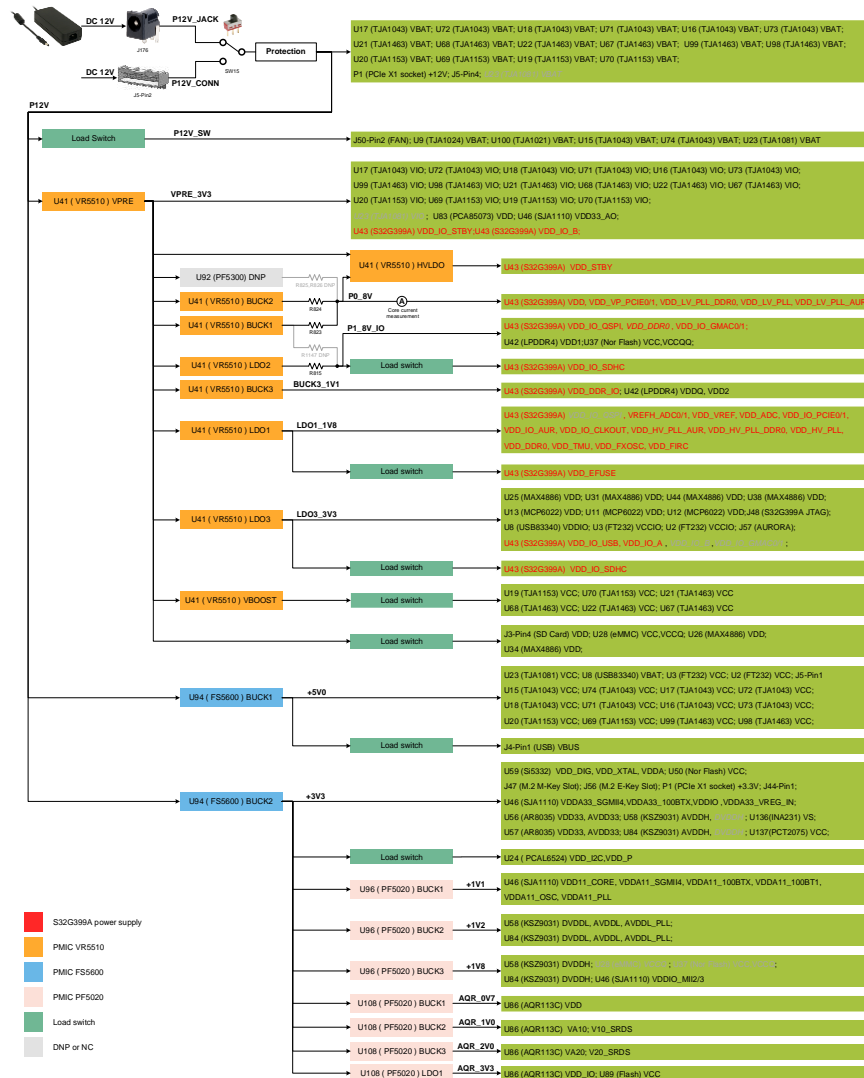 DC 12V
P12V_JACK
J176
SW15
Protection
DC 12V
P12V_CONN
J5-Pin2
U17 (TJA1043) VBAT; U72 (TJA1043) VBAT; U18 (TJA1043) VBAT; U71 (TJA1043) VBAT; U16 (TJA1043) VBAT; U73 (TJA1043) VBAT;
U21 (TJA1463) VBAT; U68 (TJA1463) VBAT; U22 (TJA1463) VBAT; U67 (TJA1463) VBAT; U99 (TJA1463) VBAT; U98 (TJA1463) VBAT;
U20 (TJA1153) VBAT; U69 (TJA1153) VBAT; U19 (TJA1153) VBAT; U70 (TJA1153) VBAT;
P1 (PCIe X1 socket) +12V; J5-Pin4;
P12V
Load Switch
P12V_SW
J50-Pin2 (FAN); U9 (TJA1024) VBAT; U100 (TJA1021) VBAT; U15 (TJA1043) VBAT; U74 (TJA1043) VBAT; U23 (TJA1081) VBAT
U41 ( VR5510 ) VPRE
VPRE_3V3
U17 (TJA1043) VIO; U72 (TJA1043) VIO; U18 (TJA1043) VIO; U71 (TJA1043) VIO; U16 (TJA1043) VIO; U73 (TJA1043) VIO;
U99 (TJA1463) VIO; U98 (TJA1463) VIO; U21 (TJA1463) VIO; U68 (TJA1463) VIO; U22 (TJA1463) VIO; U67 (TJA1463) VIO;
U20 (TJA1153) VIO; U69 (TJA1153) VIO; U19 (TJA1153) VIO; U70 (TJA1153) VIO;
; U83 (PCA85073) VDD; U46 (SJA1110) VDD33_AO;
U43 (S32G399A) VDD_IO_STBY;U43 (S32G399A) VDD_IO_B;
U41 ( VR5510 ) HVLDO
U43 (S32G399A) VDD_STBY
U92 (PF5300) DNP
R825,R826 DNP
U41 ( VR5510 ) BUCK2
R824
P0_8V
A
Core current
measurement
U43 (S32G399A) VDD, VDD_VP_PCIE0/1, VDD_LV_PLL_DDR0, VDD_LV_PLL, VDD_LV_PLL_AUR
U41 ( VR5510 ) BUCK1
R823
P1_8V_IO
U43 (S32G399A) VDD_IO_QSPI, VDD_DDR0 , VDD_IO_GMAC0/1;
U42 (LPDDR4) VDD1;U37 (Nor Flash) VCC,VCCQ;
R1147 DNP
U41 ( VR5510 ) LDO2
R815
Load switch
U43 (S32G399A) VDD_IO_SDHC
U41 ( VR5510 ) BUCK3
BUCK3_1V1
U43 (S32G399A) VDD_DDR_IO; U42 (LPDDR4) VDDQ, VDD2
U41 ( VR5510 ) LDO1
LDO1_1V8
U43 (S32G399A) , VREFH_ADC0/1, VDD_VREF, VDD_ADC, VDD_IO_PCIE0/1,
VDD_IO_AUR, VDD_IO_CLKOUT, VDD_HV_PLL_AUR, VDD_HV_PLL_DDR0, VDD_HV_PLL,
VDD_DDR0, VDD_TMU, VDD_FXOSC, VDD_FIRC
Load switch
U43 (S32G399A) VDD_EFUSE
U41 ( VR5510 ) LDO3
LDO3_3V3
U25 (MAX4886) VDD; U31 (MAX4886) VDD; U44 (MAX4886) VDD; U38 (MAX4886) VDD;
U13 (MCP6022) VDD; U11 (MCP6022) VDD; U12 (MCP6022) VDD;J48 (S32G399A JTAG);
U8 (USB83340) VDDIO; U3 (FT232) VCCIO; U2 (FT232) VCCIO; J57 (AURORA);
U43 (S32G399A) VDD_IO_USB, VDD_IO_A , , ;
Load switch
U43 (S32G399A) VDD_IO_SDHC
U41 ( VR5510 ) VBOOST
Load switch
U19 (TJA1153) VCC; U70 (TJA1153) VCC; U21 (TJA1463) VCC
U68 (TJA1463) VCC; U22 (TJA1463) VCC; U67 (TJA1463) VCC
Load switch
J3-Pin4 (SD Card) VDD; U28 (eMMC) VCC,VCCQ; U26 (MAX4886) VDD;
U34 (MAX4886) VDD;
U94 ( FS5600 ) BUCK1
+5V0
U23 (TJA1081) VCC; U8 (USB83340) VBAT; U3 (FT232) VCC; U2 (FT232) VCC; J5-Pin1
U15 (TJA1043) VCC; U74 (TJA1043) VCC; U17 (TJA1043) VCC; U72 (TJA1043) VCC;
U18 (TJA1043) VCC; U71 (TJA1043) VCC; U16 (TJA1043) VCC; U73 (TJA1043) VCC;
U20 (TJA1153) VCC; U69 (TJA1153) VCC; U99 (TJA1463) VCC; U98 (TJA1463) VCC;
Load switch
J4-Pin1 (USB) VBUS
U94 ( FS5600 ) BUCK2
+3V3
U59 (Si5332) VDD_DIG, VDD_XTAL, VDDA; U50 (Nor Flash) VCC;
J47 (M.2 M-Key Slot); J56 (M.2 E-Key Slot); P1 (PCIe X1 socket) +3.3V; J44-Pin1;
U46 (SJA1110) VDDA33_SGMII4,VDDA33_100BTX,VDDIO ,VDDA33_VREG_IN;
U56 (AR8035) VDD33, AVDD33; U58 (KSZ9031) AVDDH, ; U136(INA231) VS;
U57 (AR8035) VDD33, AVDD33; U84 (KSZ9031) AVDDH, ; U137(PCT2075) VCC;
Load switch
U24 ( PCAL6524) VDD_I2C,VDD_P
U96 ( PF5020 ) BUCK1
+1V1
U46 (SJA1110) VDD11_CORE, VDDA11_SGMII4, VDDA11_100BTX, VDDA11_100BT1,
VDDA11_OSC, VDDA11_PLL
S32G399A power supply
U96 ( PF5020 ) BUCK2
+1V2
U58 (KSZ9031) DVDDL, AVDDL, AVDDL_PLL;
U84 (KSZ9031) DVDDL, AVDDL, AVDDL_PLL;
PMIC VR5510
U96 ( PF5020 ) BUCK3
+1V8
U58 (KSZ9031) DVDDH; ;
U84 (KSZ9031) DVDDH; U46 (SJA1110) VDDIO_MII2/3
PMIC FS5600
PMIC PF5020
U108 ( PF5020 ) BUCK1
AQR_0V7
U86 (AQR113C) VDD
Load switch
U108 ( PF5020 ) BUCK2
AQR_1V0
U86 (AQR113C) VA10; V10_SRDS
DNP or NC
U108 ( PF5020 ) BUCK3
AQR_2V0
U86 (AQR113C) VA20; V20_SRDS
U108 ( PF5020 ) LDO1
AQR_3V3
U86 (AQR113C) VDD_IO; U89 (Flash) VCC